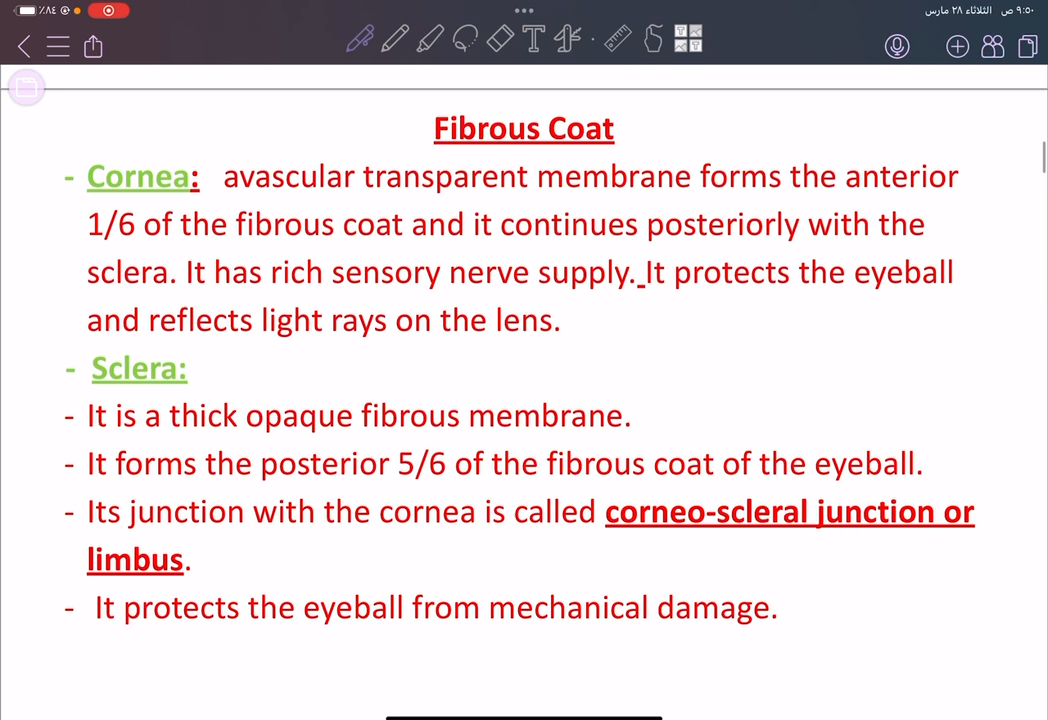 ٪٨٤
٩:٥٠ ص الثلاثاء ٢٨ مارس
Fibrous Coat
- Cornea: avascular transparent membrane forms the anterior
1/6 of the fibrous coat and it continues posteriorly with the
sclera. It has rich sensory nerve supply. It protects the eyeball
and reflects light rays on the lens.
- Sclera:
- It is a thick opaque fibrous membrane.
- It forms the posterior 5/6 of the fibrous coat of the eyeball.
- Its junction with the cornea is called corneo-scleral junction or
limbus.
- It protects the eyeball from mechanical damage.